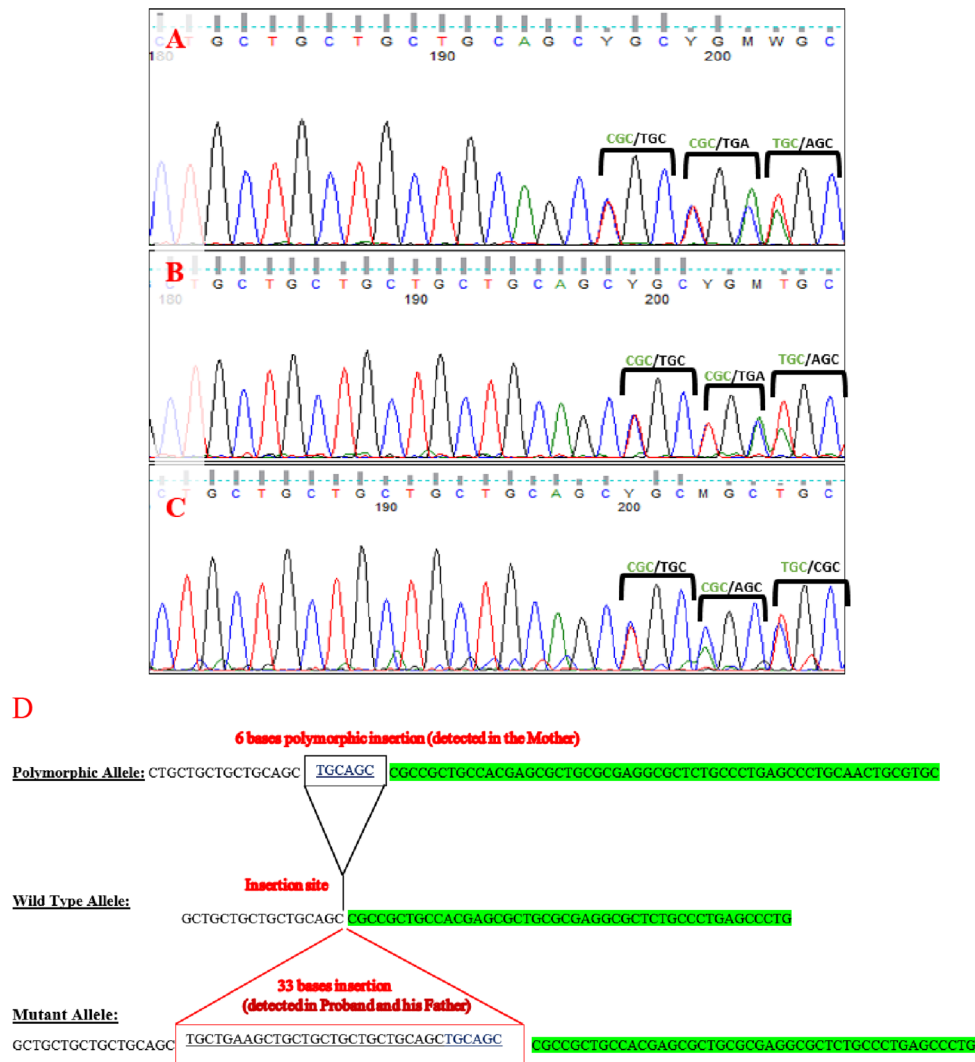 A
C T G C T G C T G C T G C A G C Y G C Y G M W G C
180 190 200
CGC/TGC CGC/TGA TGC/AGC
B
C T G C T G C T G C T G C T G C A G C Y G C Y G M T G C
180 190 200
CGC/TGC CGC/TGA TGC/AGC
C
C T G C T G C T G C T G C T G C A G C Y G C M G C T G C
190 200
CGC/TGC CGC/AGC TGC/CGC
D
6 bases polymorphic insertion (detected in the Mother)
Polymorphic Allele: CTGCTGCTGCTGCAGC TGCAGC CGCCGCTGCCACGAGCGCTGCGCGAGGCGCTCTGCCCTGAGCCCTGCAACTGCGTGC
Insertion site
Wild Type Allele:
GCTGCTGCTGCTGCAGC CGCCGCTGCCACGAGCGCTGCGCGAGGCGCTCTGCCCTGAGCCCTG
33 bases insertion
(detected in Proband and his Father)
Mutant Allele:
GCTGCTGCTGCTGCAGC TGCTGAAGCTGCTGCTGCTGCTGCAGCTGCAGC CGCCGCTGCCACGAGCGCTGCGCGAGGCGCTCTGCCCTGAGCCCTG